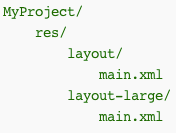 MyProject/
    res/
        layout/
            main.xml
        layout-large/
            main.xml